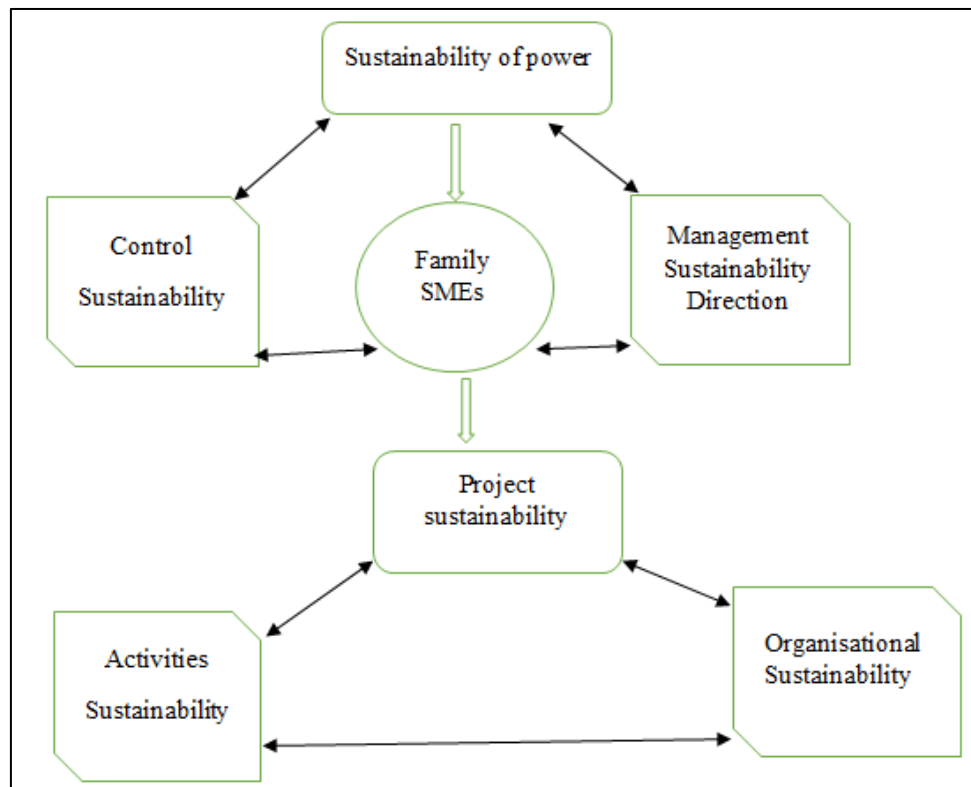 Sustainability of power
Control
Sustainability
Family
SMEs
Management
Sustainability
Direction
Project
sustainability
Activities
Sustainability
Organisational
Sustainability